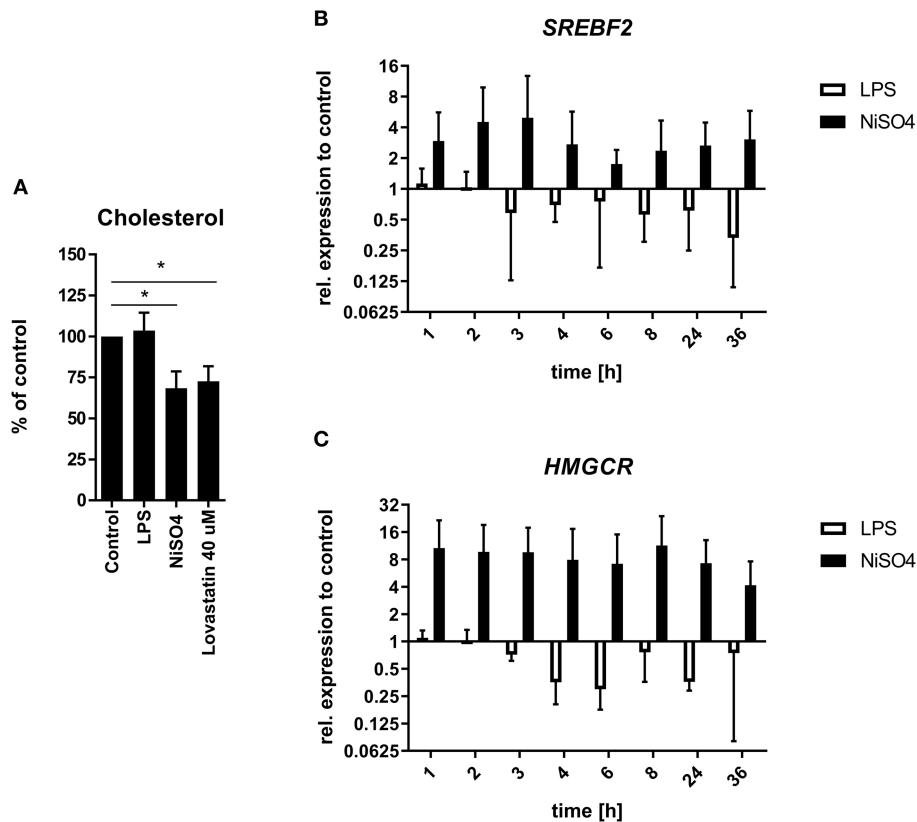 A
Cholesterol
% of control
150
125
100
75
50
25
0
*
*
Control
LPS
NiSO4
Lovastatin 40 uM
B
SREBF2
rel. expression to control
16
8
4
2
1
0.5
0.25
0.125
0.0625
1
2
3
4
6
8
24
36
time [h]
LPS
NiSO4
C
HMGCR
rel. expression to control
32
16
8
4
2
1
0.5
0.25
0.125
0.0625
1
2
3
4
6
8
24
36
time [h]
LPS
NiSO4